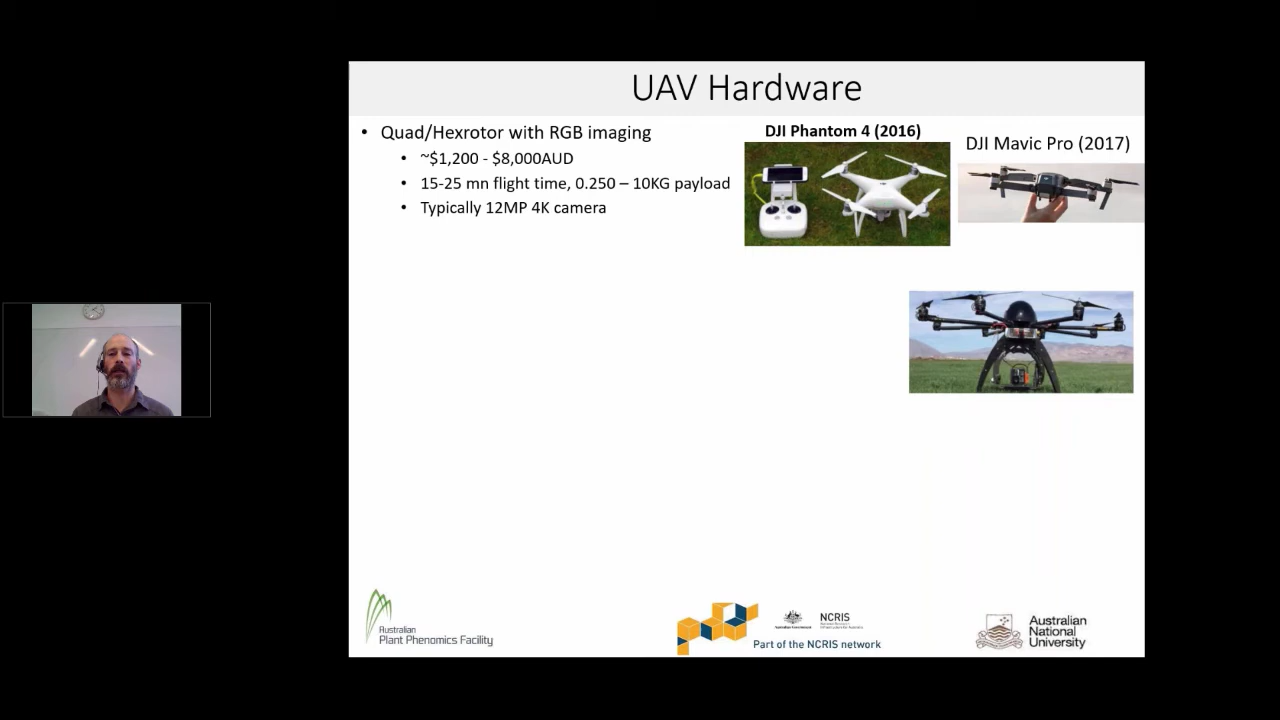 UAV Hardware
• Quad/Hexrotor with RGB imaging
• ~$1,200 - $8,000AUD
• 15-25 mn flight time, 0.250 – 10KG payload
• Typically 12MP 4K camera
DJI Phantom 4 (2016)
DJI Mavic Pro (2017)
Australian
Plant Phenomics Facility
NCRIS
Part of the NCRIS network
Australian
National
University